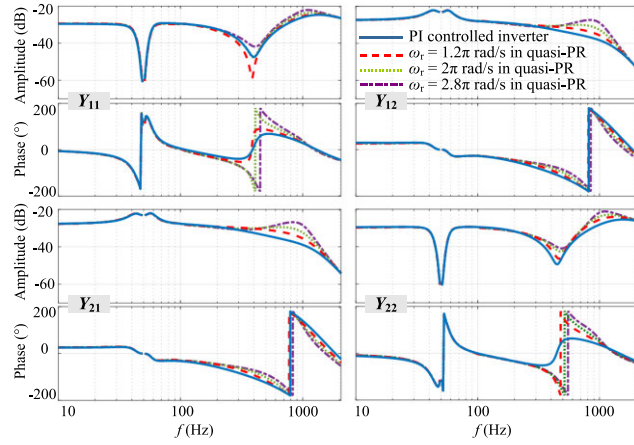 Amplitude (dB)
-20
-40
-60
Y11
Phase (°)
200
0
-200
PI controlled inverter
ωr = 1.2π rad/s in quasi-PR
ωr = 2π rad/s in quasi-PR
ωr = 2.8π rad/s in quasi-PR
Y12
Amplitude (dB)
-20
-40
-60
Y21
Phase (°)
200
0
-200
10
100
1000
f (Hz)
Y22
10
100
1000
f (Hz)